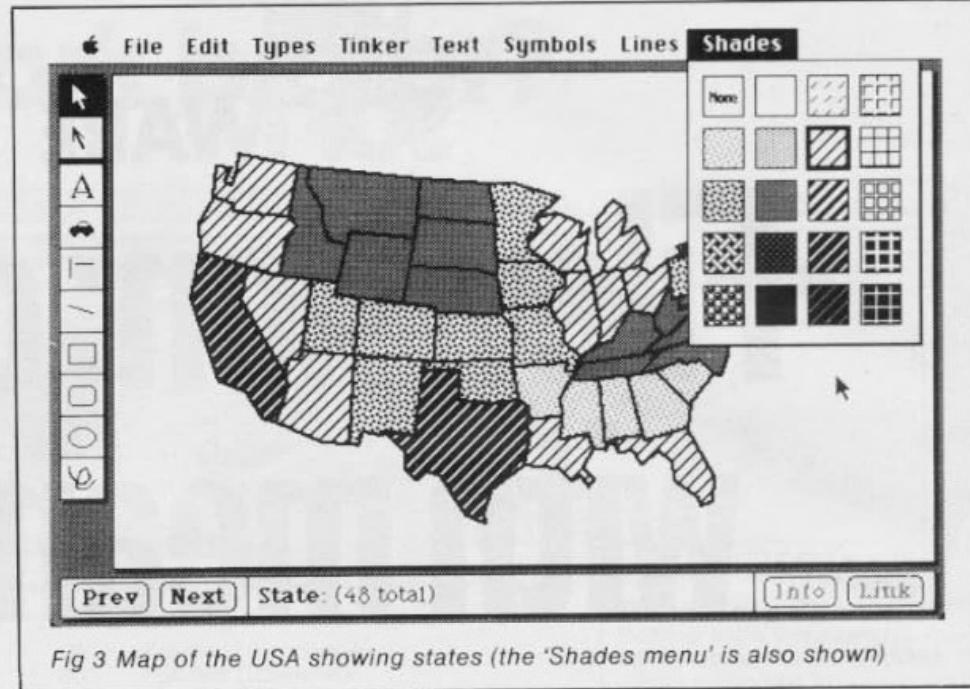 File Edit Types Tinker Text Symbols Lines Shades
None
A
Prev Next State: (48 total) Info Link
Fig 3 Map of the USA showing states (the 'Shades menu' is also shown)